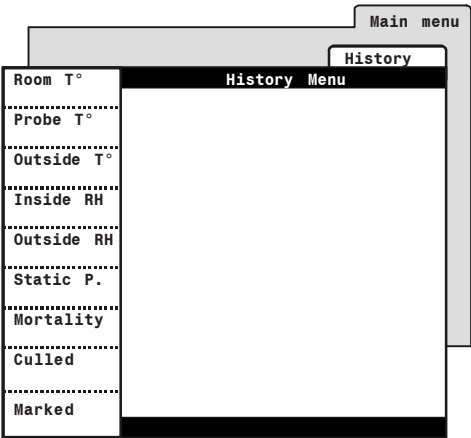 Main menu
History
History Menu
Room T°
Probe T°
Outside T°
Inside RH
Outside RH
Static P.
Mortality
Culled
Marked